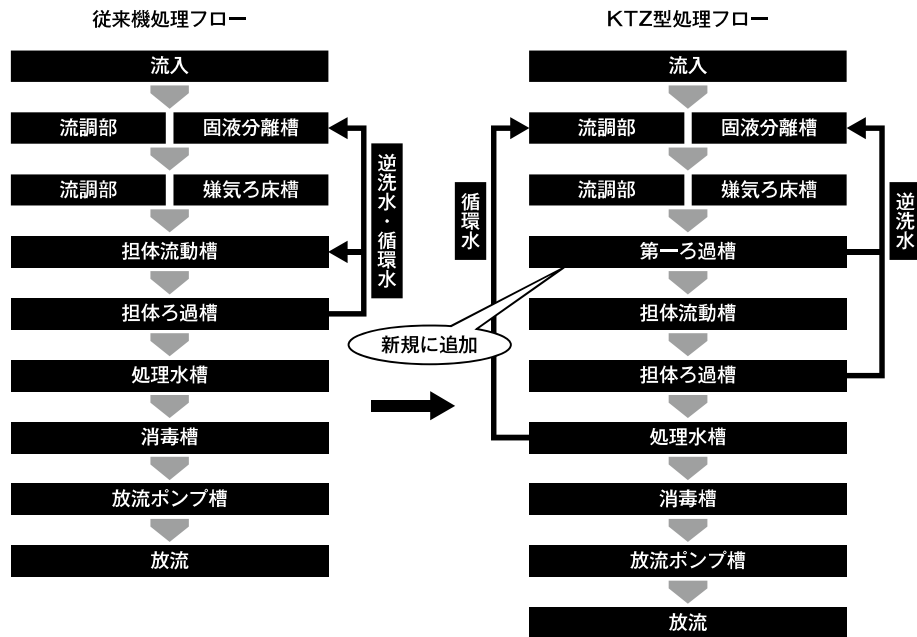 従来機処理フロー
流入
流調部
固液分離槽
流調部
嫌気ろ床槽
担体流動槽
担体ろ過槽
処理水槽
消毒槽
放流ポンプ槽
放流
逆洗水・循環水
新規に追加
KTZ型処理フロー
流入
流調部
固液分離槽
流調部
嫌気ろ床槽
第一ろ過槽
担体流動槽
担体ろ過槽
処理水槽
消毒槽
放流ポンプ槽
放流
循環水
逆洗水